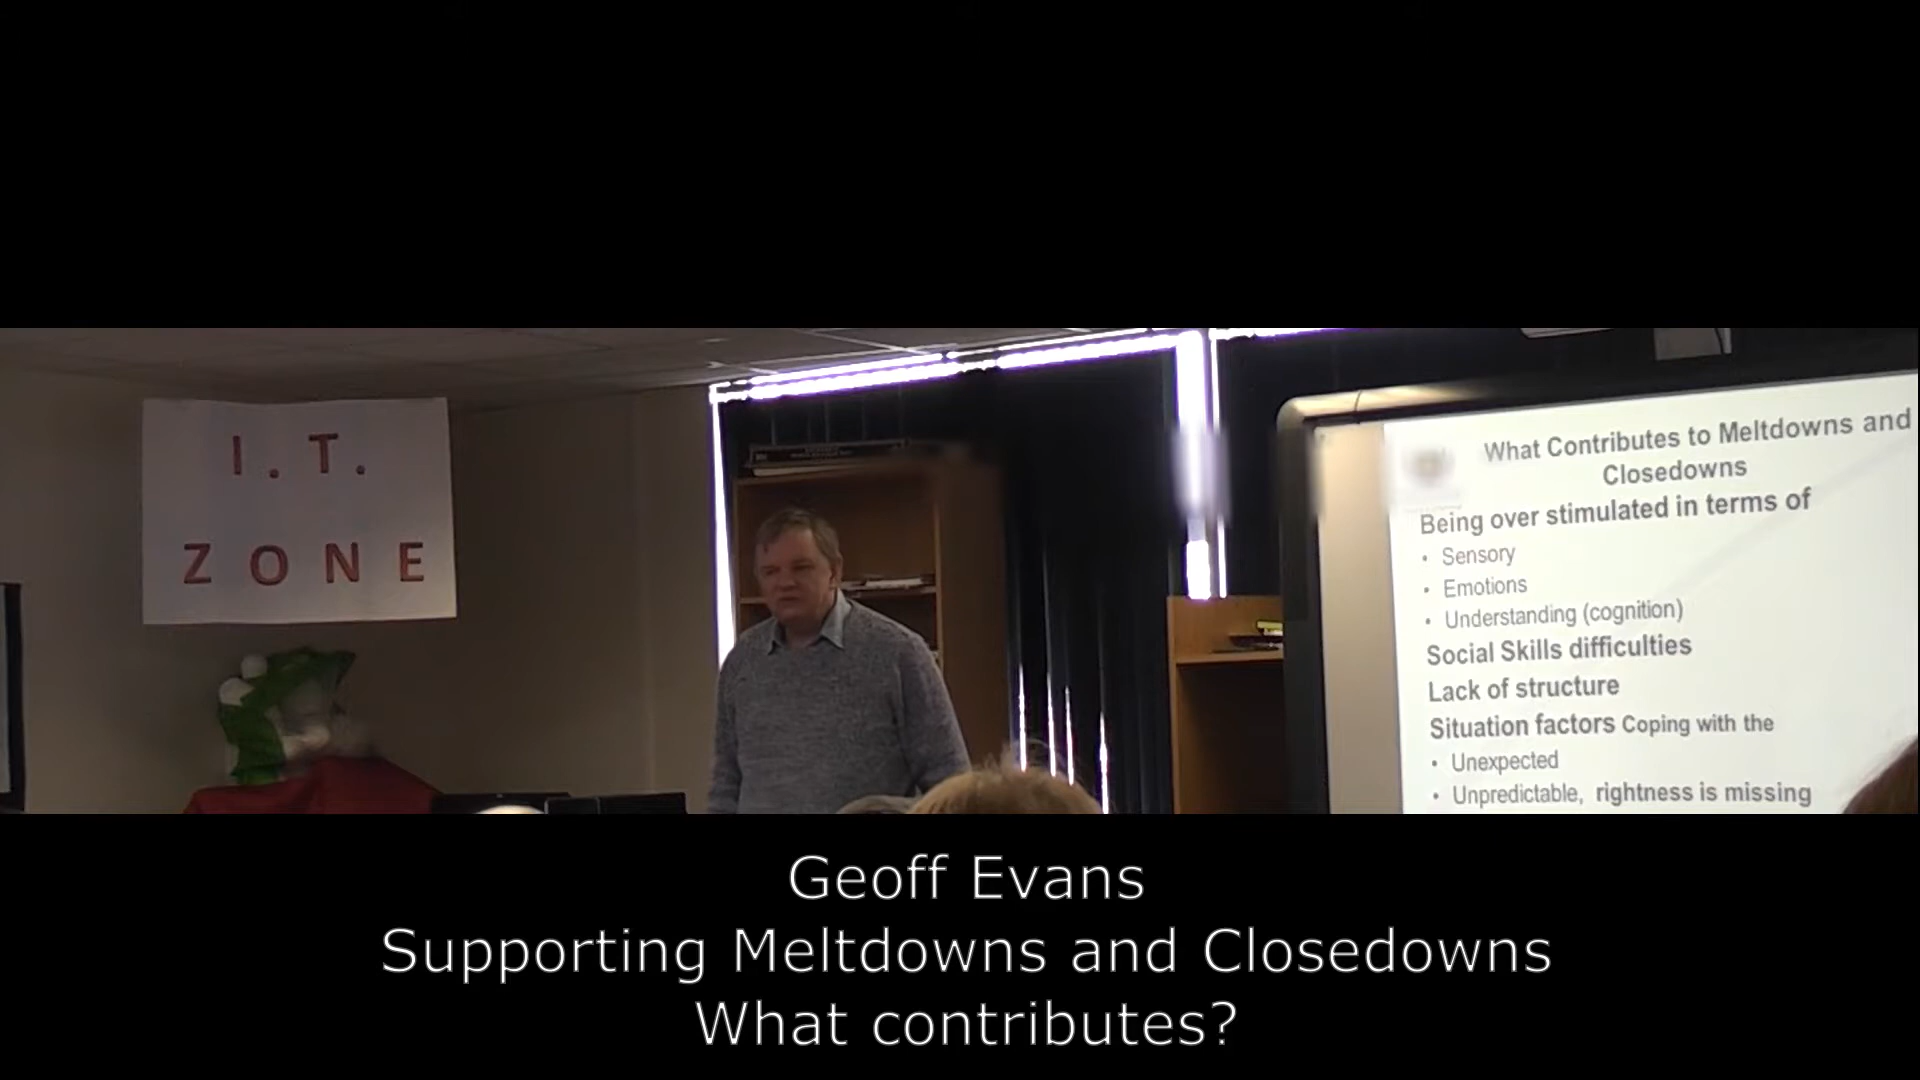 I. T.
ZONE
What Contributes to Meltdowns and
Closedowns
Being over stimulated in terms of
• Sensory
• Emotions
• Understanding (cognition)
Social Skills difficulties
Lack of structure
Situation factors Coping with the
• Unexpected
• Unpredictable, rightness is missing
Geoff Evans
Supporting Meltdowns and Closedowns
What contributes?